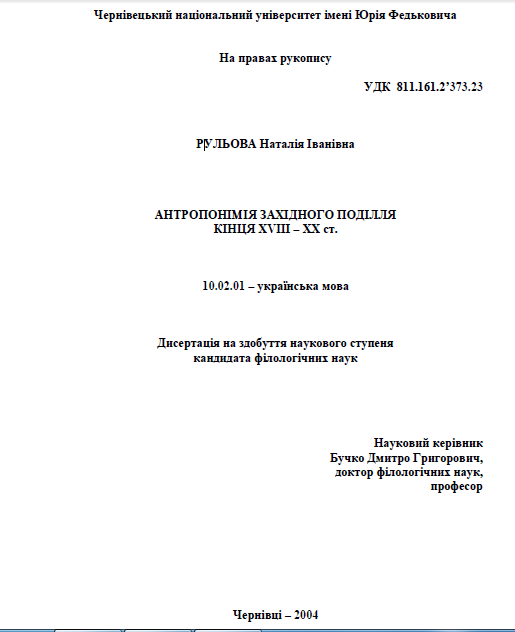 Чернівецький національний університет імені Юрія Федьковича
На правах рукопису
УДК 811.161.2’373.23
РУЛЬОВА Наталія Іванівна
АНТРОПОНІМІЯ ЗАХІДНОГО ПОДІЛЛЯ
КІНЦЯ XVIII – XX ст.
10.02.01 – українська мова
Дисертація на здобуття наукового ступеня
кандидата філологічних наук
Науковий керівник
Бучко Дмитро Григорович,
доктор філологічних наук,
професор
Чернівці – 2004